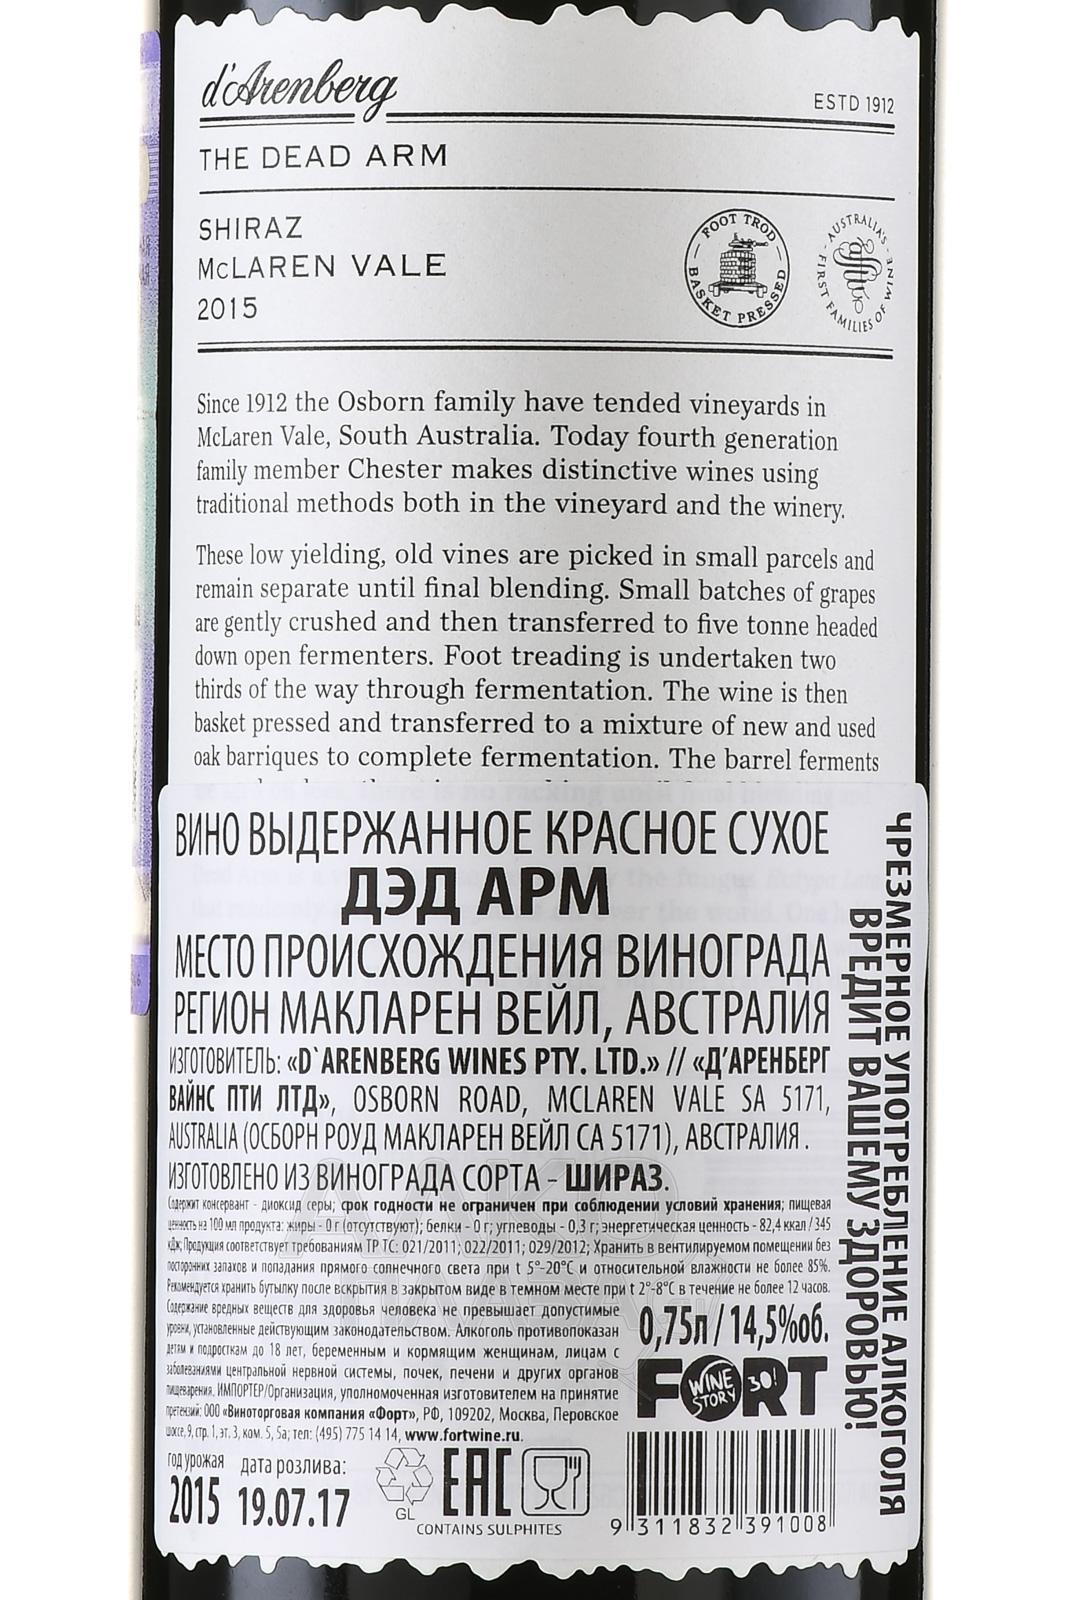 d'Arenberg
ESTD 1912
THE DEAD ARM
SHIRAZ
McLAREN VALE
2015
FOOT TROD
BASKET PRESSED
AUSTRALIA'S
FIRST FAMILIES OF WINE
Since 1912 the Osborn family have tended vineyards in
McLaren Vale, South Australia. Today fourth generation
family member Chester makes distinctive wines using
traditional methods both in the vineyard and the winery.
These low yielding, old vines are picked in small parcels and
remain separate until final blending. Small batches of grapes
are gently crushed and then transferred to five tonne headed
down open fermenters. Foot treading is undertaken two
thirds of the way through fermentation. The wine is then
basket pressed and transferred to a mixture of new and used
oak barriques to complete fermentation. The barrel ferments
there is no racking until final blending and
ВИНО ВЫДЕРЖАННОЕ КРАСНОЕ СУХОЕ
ДЭД АРМ
МЕСТО ПРОИСХОЖДЕНИЯ ВИНОГРАДА
РЕГИОН МАКЛАРЕН ВЕЙЛ, АВСТРАЛИЯ
ИЗГОТОВИТЕЛЬ: «D`ARENBERG WINES PTY. LTD.» // «Д'АРЕНБЕРГ
ВАЙНС ПТИ ЛТД», OSBORN ROAD, MCLAREN VALE SA 5171,
AUSTRALIA (ОСБОРН РОУД МАКЛАРЕН ВЕЙЛ СА 5171), АВСТРАЛИЯ.
ИЗГОТОВЛЕНО ИЗ ВИНОГРАДА СОРТА - ШИРАЗ.
Содержит консервант - диоксид серы; срок годности не ограничен при соблюдении условий хранения; пищевая
ценность на 100 мл продукта: жиры - 0 г (отсутствуют); белки - 0 г; углеводы - 0,3 г; энергетическая ценность - 82,4 ккал / 345
кДж; Продукция соответствует требованиям ТР ТС: 021/2011; 022/2011; 029/2012; Хранить в вентилируемом помещении без
посторонних запахов и попадания прямого солнечного света при t 5°-20°C и относительной влажности не более 85%.
Рекомендуется хранить бутылку после вскрытия в закрытом виде в темном месте при t 2°-8°C в течение не более 12 часов.
Содержание вредных веществ для здоровья человека не превышает допустимые
уровни, установленные действующим законодательством. Алкоголь противопоказан
детям и подросткам до 18 лет, беременным и кормящим женщинам, лицам с
заболеваниями центральной нервной системы, почек, печени и других органов
пищеварения. ИМПОРТЕР/Организация, уполномоченная изготовителем на принятие
претензий: ООО «Виноторговая компания «Форт», РФ, 109202, Москва, Перовское
шоссе, 9, стр. 1, эт. 3, ком. 5, 5а; тел: (495) 775 14 14, www.fortwine.ru.
0,75л / 14,5%об.
FORT
WINE STORY 30!
год урожая
2015
дата розлива:
19.07.17
GL
EAC
CONTAINS SULPHITES
9 311832 391008
ЧРЕЗМЕРНОЕ УПОТРЕБЛЕНИЕ АЛКОГОЛЯ
ВРЕДИТ ВАШЕМУ ЗДОРОВЬЮ!